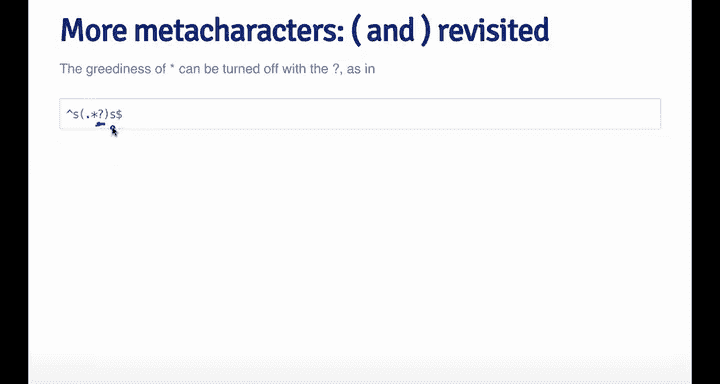 More metacharacters: ( and ) revisited
The greediness of * can be turned off with the ?, as in
^s(.*?)s$